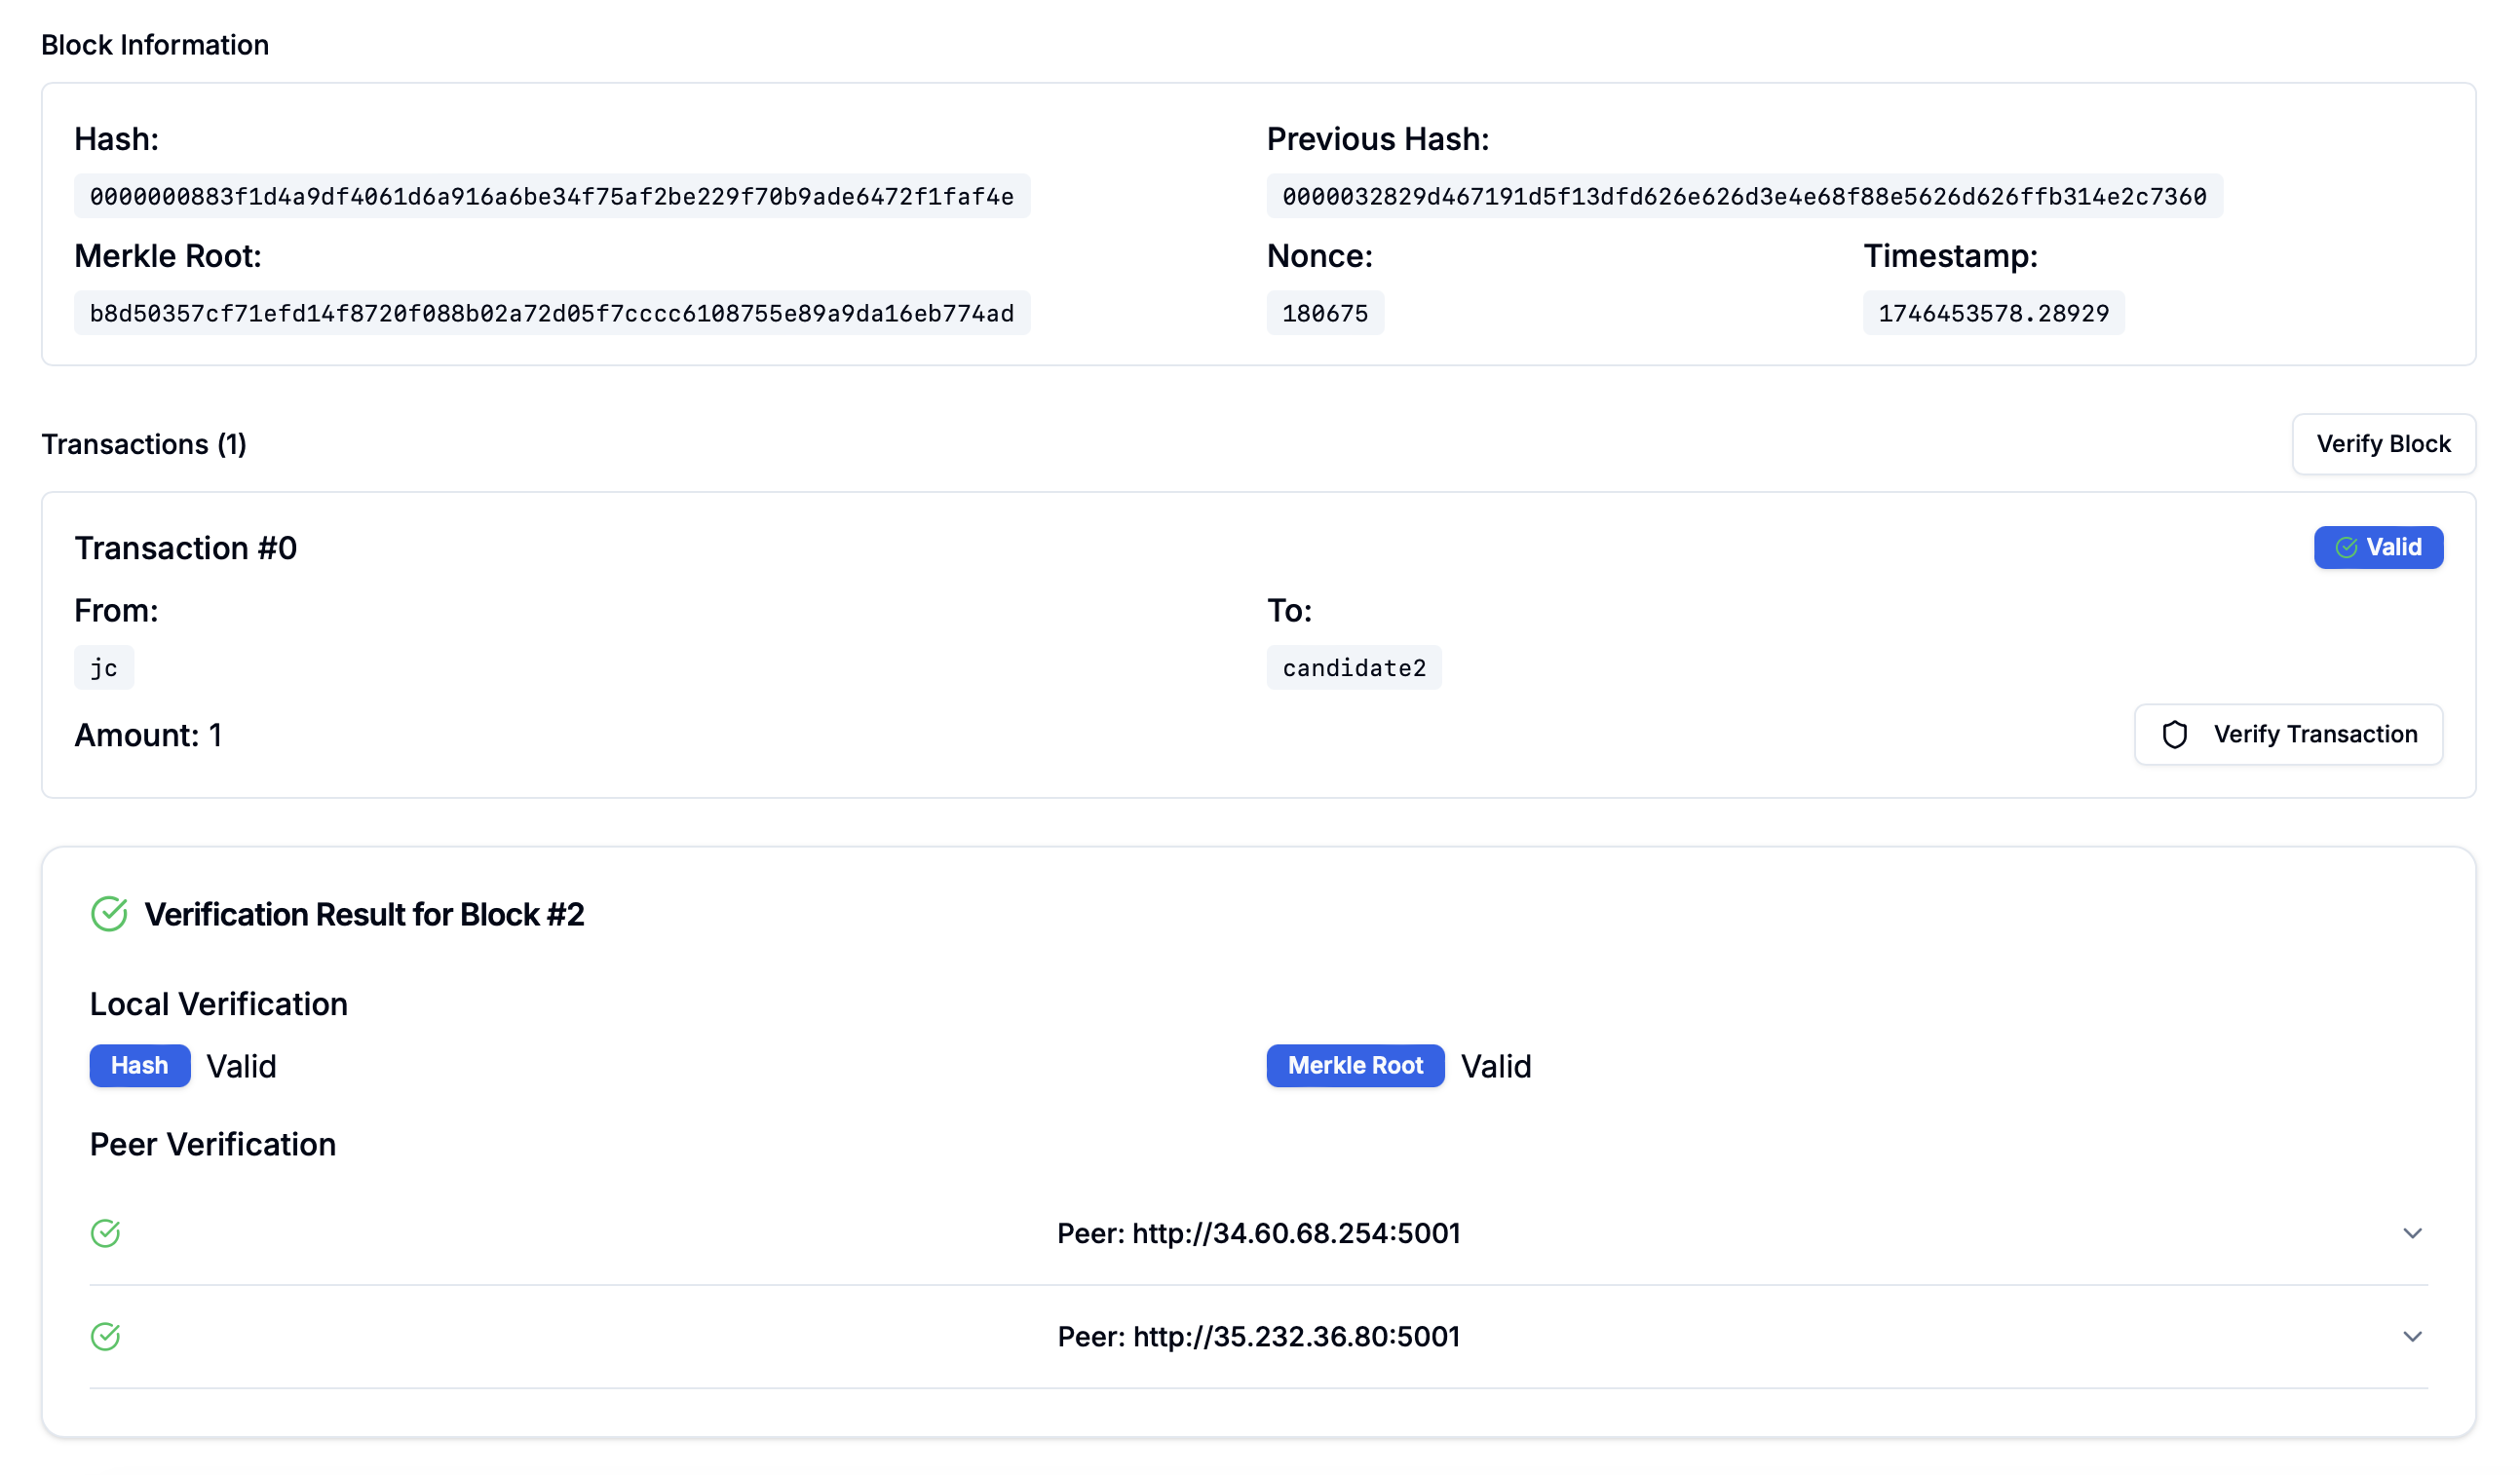 Block Information
Hash:
Previous Hash:
0000000883f1d4a9df4061d6a916a6be34f75af2be229f70b9ade6472f1faf4e
0000032829d467191d5f13dfd626e626d3e4e68f88e5626d626ffb314e2c7360
Merkle Root:
Nonce:
Timestamp:
b8d50357cf71efd14f8720f088b02a72d05f7cccc6108755e89a9da16eb774ad
180675
1746453578.28929
Transactions (1)
Verify Block
Transaction #0
Valid
From:
To:
jc
candidate2
Amount: 1
Verify Transaction
Verification Result for Block #2
Local Verification
Hash Valid
Merkle Root Valid
Peer Verification
Peer: http://34.60.68.254:5001
Peer: http://35.232.36.80:5001